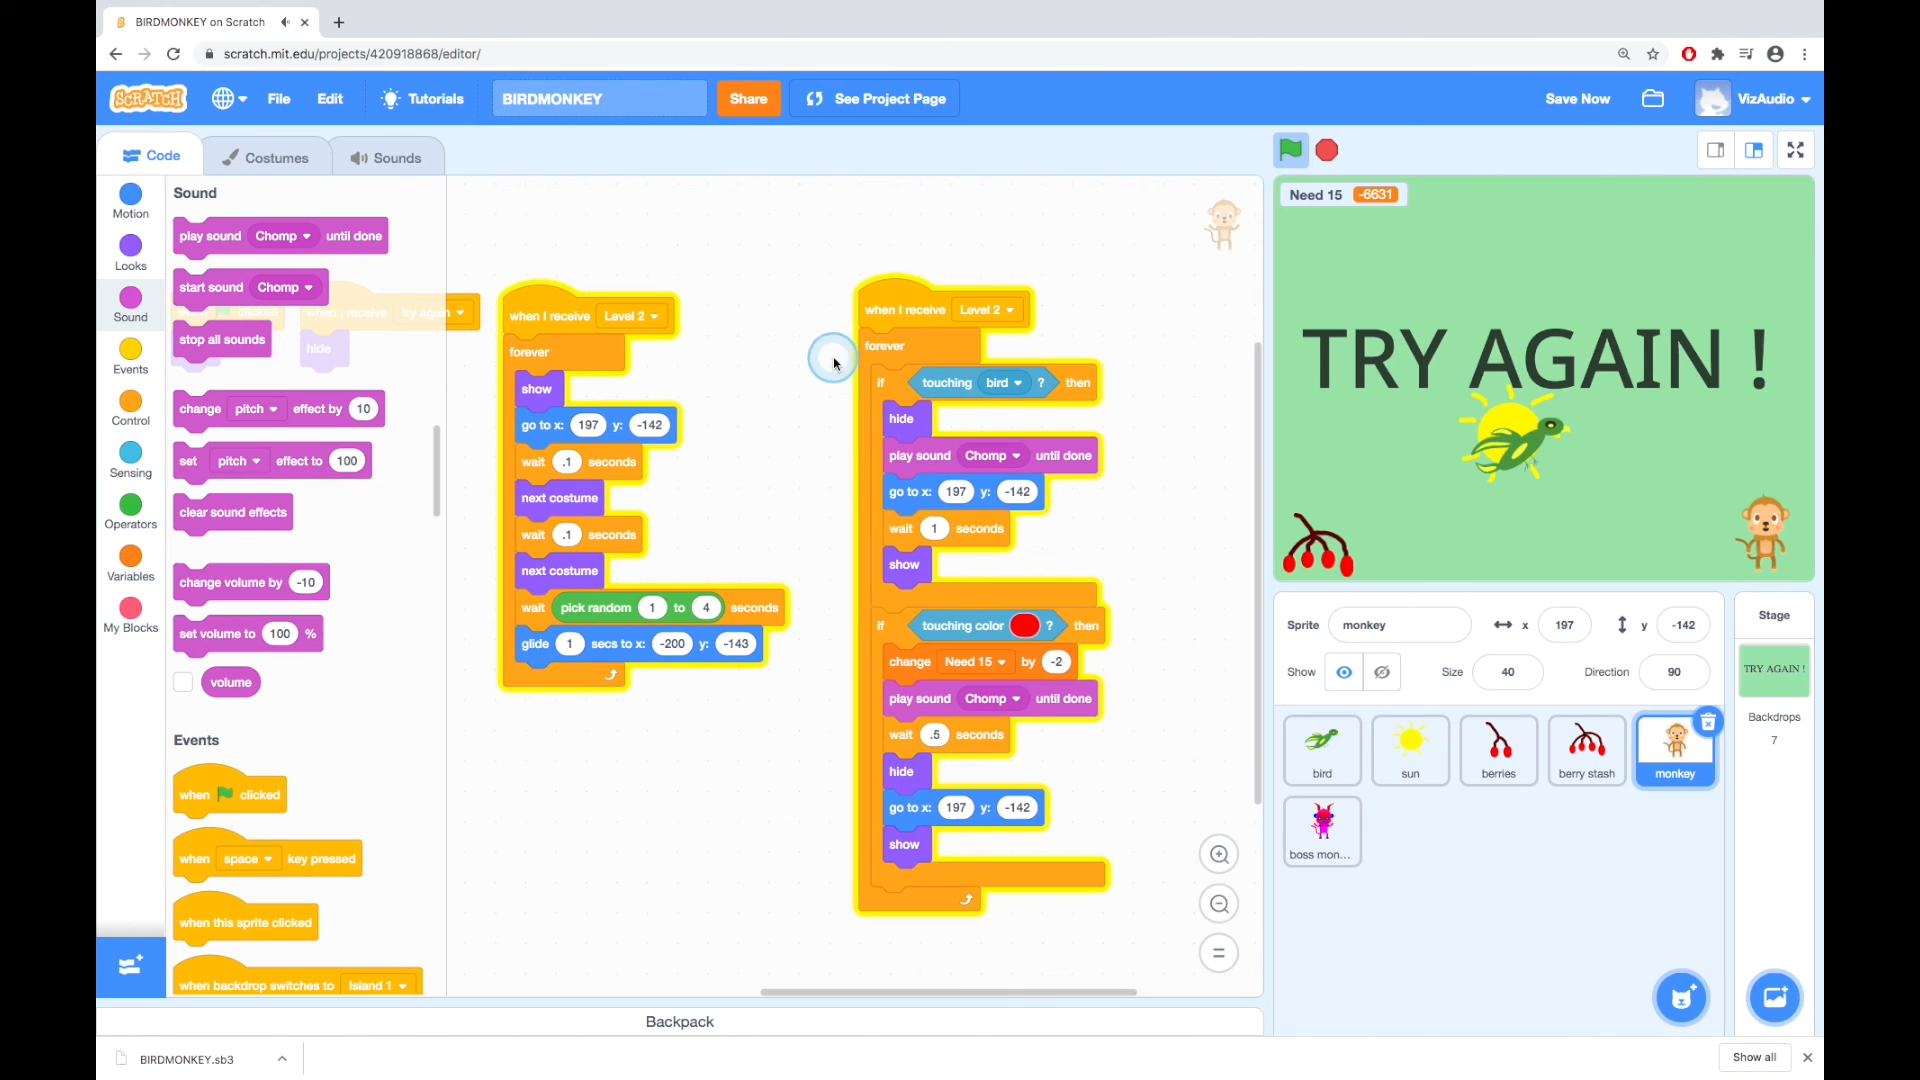 BIRDMONKEY on Scratch
scratch.mit.edu/projects/420918868/editor/
SCRATCH
File
Edit
Tutorials
BIRDMONKEY
Share
See Project Page
Save Now
VizAudio
Code
Costumes
Sounds
Motion
Looks
Sound
Events
Control
Sensing
Operators
Variables
My Blocks
Sound
play sound Chomp until done
start sound Chomp
stop all sounds
change pitch effect by 10
set pitch effect to 100
clear sound effects
change volume by -10
set volume to 100 %
volume
Events
when clicked
when space key pressed
when this sprite clicked
when backdrop switches to Island 1
clicked
when I receive try again
hide
when I receive Level 2
forever
show
go to x: 197 y: -142
wait .1 seconds
next costume
wait .1 seconds
next costume
wait pick random 1 to 4 seconds
glide 1 secs to x: -200 y: -143
when I receive Level 2
forever
if touching bird ? then
hide
play sound Chomp until done
go to x: 197 y: -142
wait 1 seconds
show
if touching color ? then
change Need 15 by -2
play sound Chomp until done
wait .5 seconds
hide
go to x: 197 y: -142
show
Need 15 -6631
TRY AGAIN !
Sprite monkey x 197 y -142
Show Size 40 Direction 90
bird
sun
berries
berry stash
monkey
boss mon...
Stage
TRY AGAIN !
Backdrops
7
Backpack
BIRDMONKEY.sb3
Show all